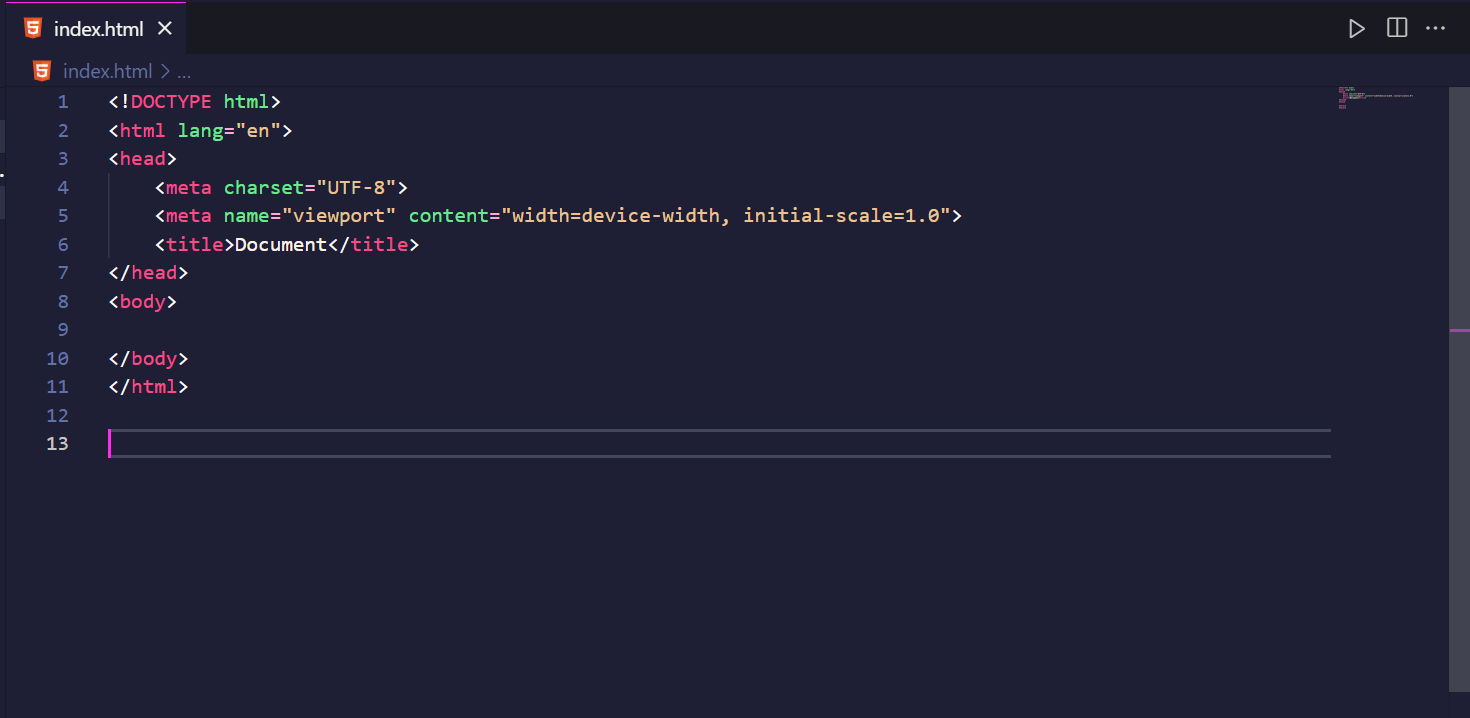 index.html
index.html > ...
1 <!DOCTYPE html>
2 <html lang="en">
3 <head>
4     <meta charset="UTF-8">
5     <meta name="viewport" content="width=device-width, initial-scale=1.0">
6     <title>Document</title>
7 </head>
8 <body>
9
10 </body>
11 </html>
12
13